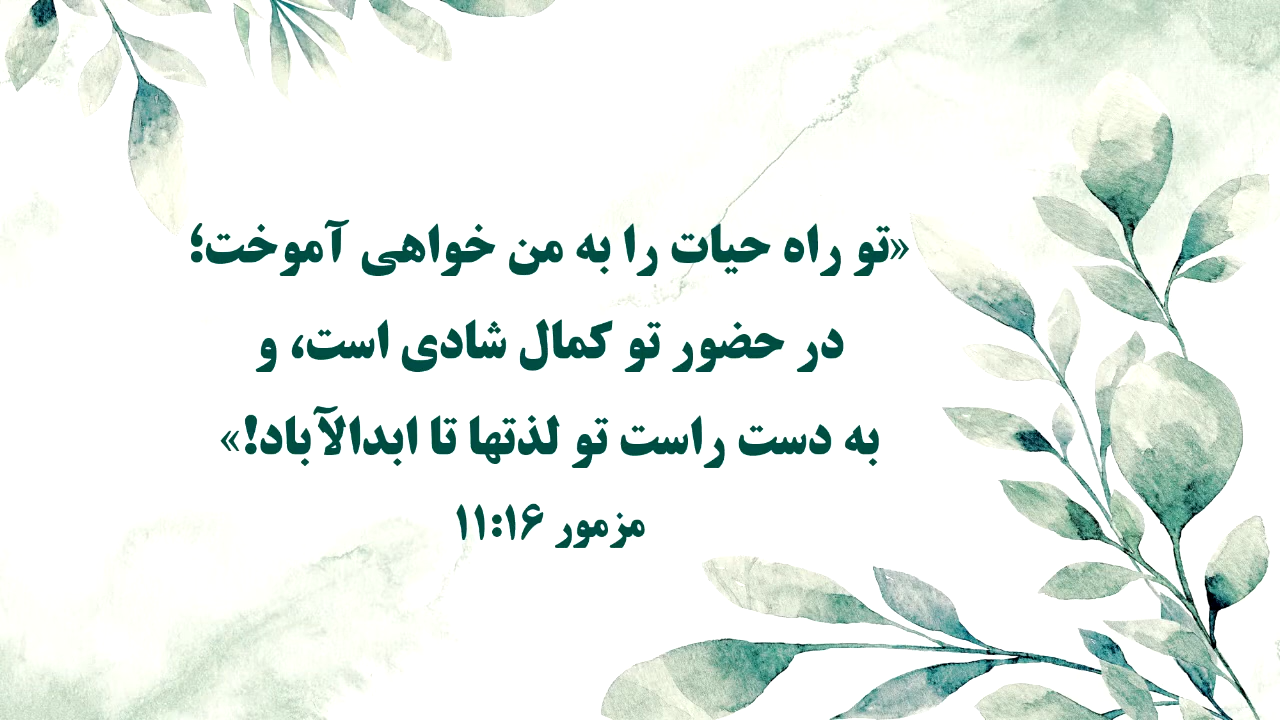 «تو راه حیات را به من خواهی آموخت؛
در حضور تو کمال شادی است، و
به دست راست تو لذتها تا ابدالآباد!»
مزمور ۱۱:۱۶